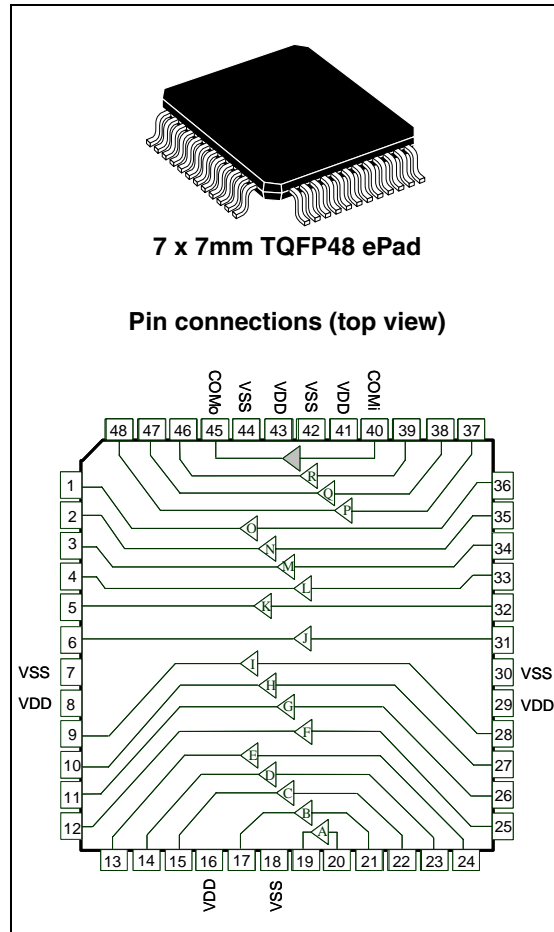 7 x 7mm TQFP48 ePad
Pin connections (top view)
COMo VSS VDD VSS VDD COMi
48 47 46 45 44 43 42 41 40 39 38 37
R
Q
P
1 36
2 O 35
3 N 34
4 M 33
L
5 K 32
6 J 31
VSS 7 I 30 VSS
VDD 8 H 29 VDD
9 G 28
10 F 27
11 E 26
12 D 25
C
B
A
13 14 15 16 17 18 19 20 21 22 23 24
VDD VSS